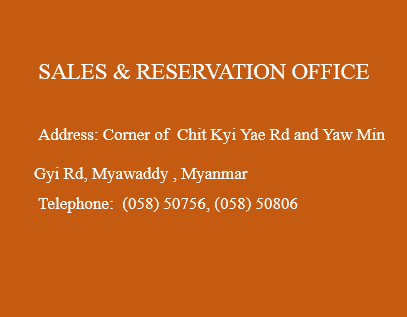 SALES & RESERVATION OFFICE
Address: Corner of  Chit Kyi Yae Rd and Yaw Min
Gyi Rd, Myawaddy , Myanmar
Telephone:  (058) 50756, (058) 50806